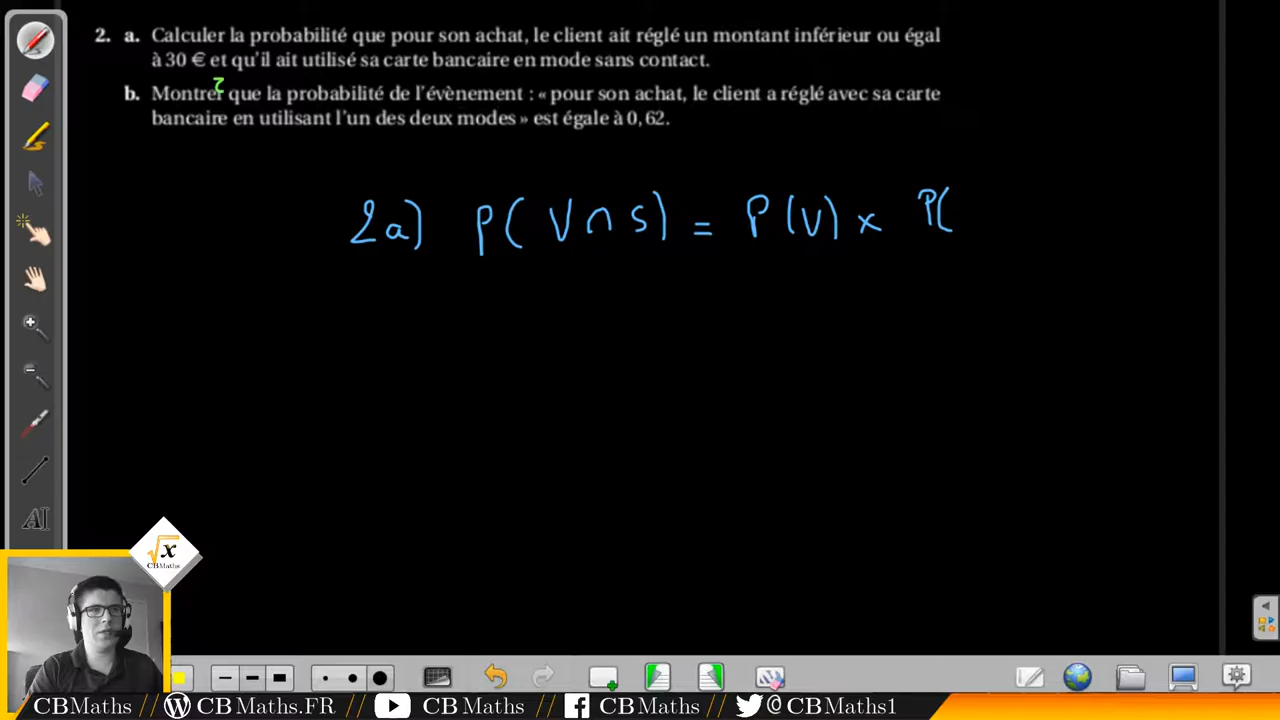 2. a. Calculer la probabilité que pour son achat, le client ait réglé un montant inférieur ou égal
à 30 € et qu'il ait utilisé sa carte bancaire en mode sans contact.
b. Montrer que la probabilité de l'évènement : « pour son achat, le client a réglé avec sa carte
bancaire en utilisant l'un des deux modes » est égale à 0,62.
2a) P( V ∩ S) = P(V) × P(
AI
√x
CBMaths
CBMaths CBMaths.FR CBMaths CBMaths @CBMaths1